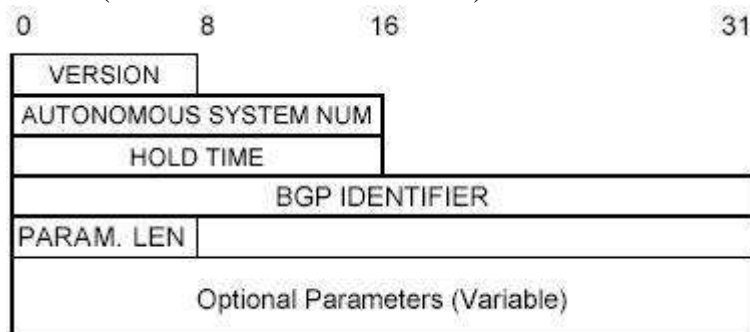 0 8 16 31
VERSION
AUTONOMOUS SYSTEM NUM
HOLD TIME
BGP IDENTIFIER
PARAM. LEN
Optional Parameters (Variable)